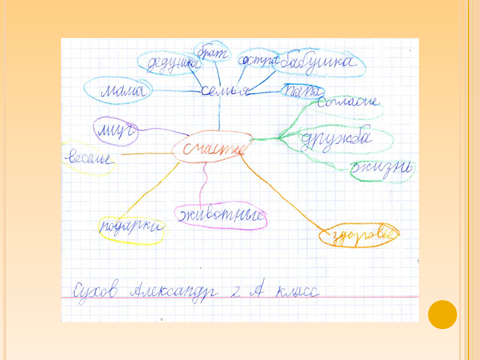 брат
дедушка
сестра
бабушка
мама
семья
папа
согласие
мир
дружба
счастье
веселье
жизнь
подарки
животные
здоровье
Сухов Александр 2 А класс